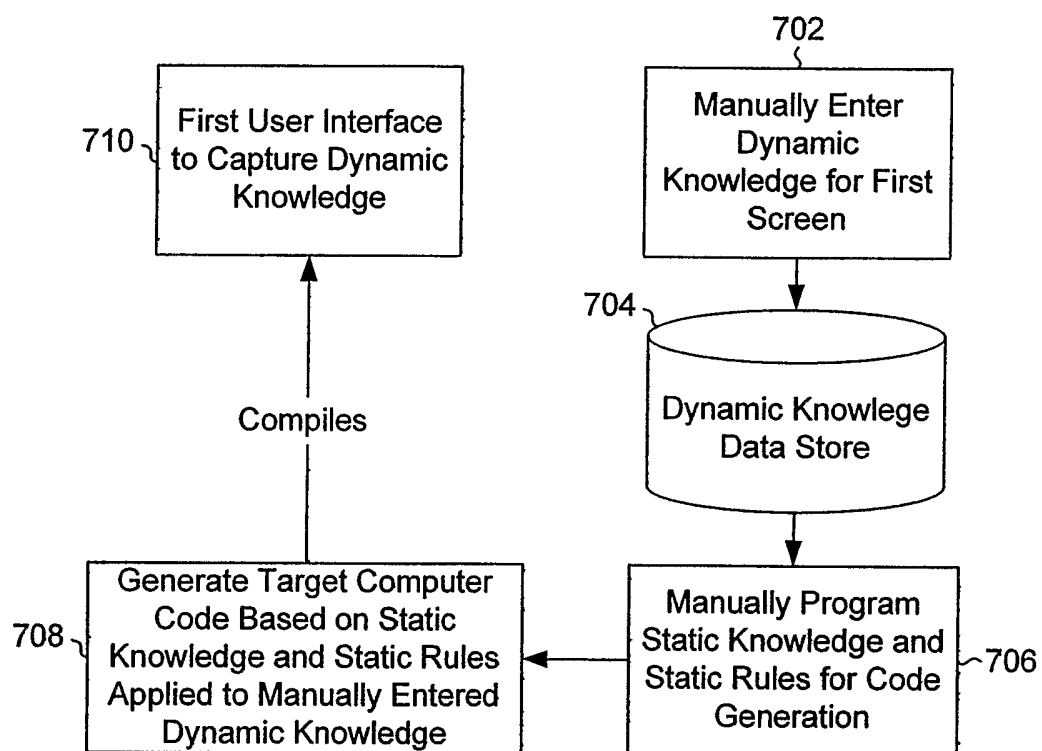 702
Manually Enter
Dynamic
Knowledge for First
Screen
704
Dynamic Knowlege
Data Store
706
Manually Program
Static Knowledge and
Static Rules for Code
Generation
708
Generate Target Computer
Code Based on Static
Knowledge and Static Rules
Applied to Manually Entered
Dynamic Knowledge
Compiles
710
First User Interface
to Capture Dynamic
Knowledge